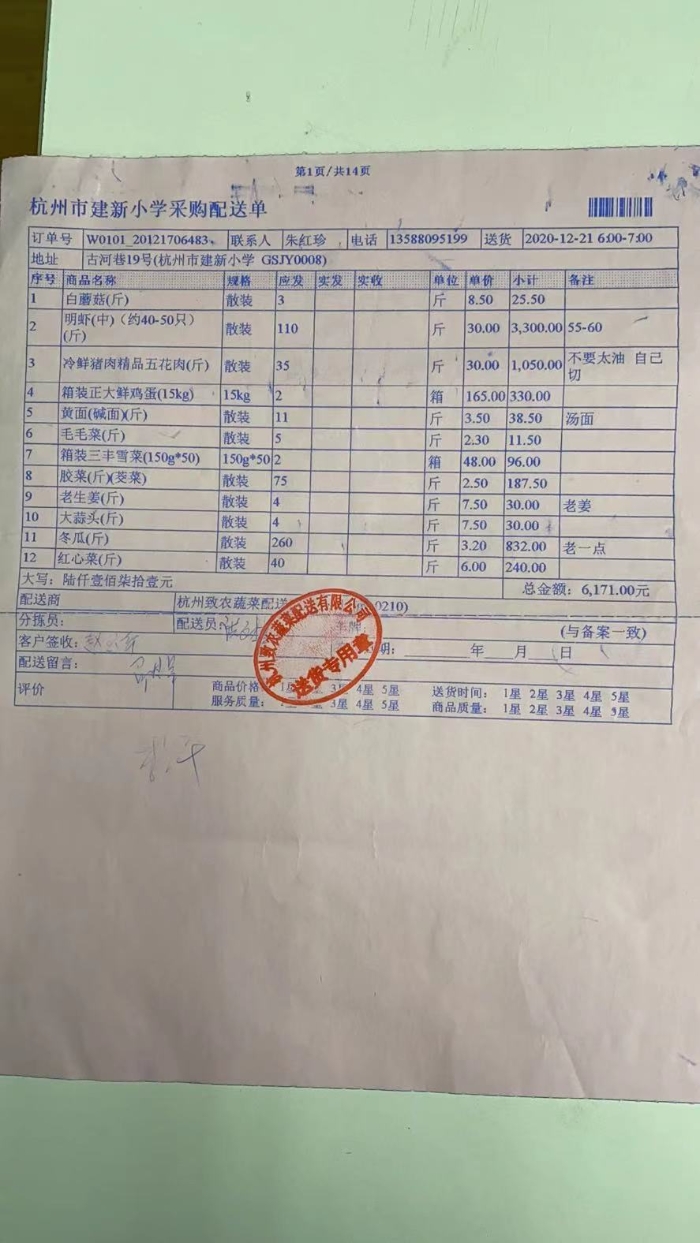 第1页/共14页
杭州市建新小学采购配送单
订单号 W0101_20121706483、 联系人 朱红珍 电话 13588095199 送货 2020-12-21 6:00-7:00
地址 古河巷19号(杭州市建新小学 GSJY0008)
序号 商品名称 规格 应发 实发 实收 单位 单价 小计 备注
1 白蘑菇(斤) 散装 3 斤 8.50 25.50
2 明虾(中)（约40-50只）(斤) 散装 110 斤 30.00 3,300.00 55-60
3 冷鲜猪肉精品五花肉(斤) 散装 35 斤 30.00 1,050.00 不要太油 自己切
4 箱装正大鲜鸡蛋(15kg) 15kg 2 箱 165.00 330.00
5 黄面(碱面)(斤) 散装 11 斤 3.50 38.50 汤面
6 毛毛菜(斤) 散装 5 斤 2.30 11.50
7 箱装三丰雪菜(150g*50) 150g*50 2 箱 48.00 96.00
8 胶菜(斤)(茭菜) 散装 75 斤 2.50 187.50
9 老生姜(斤) 散装 4 斤 7.50 30.00 老姜
10 大蒜头(斤) 散装 4 斤 7.50 30.00
11 冬瓜(斤) 散装 260 斤 3.20 832.00 老一点
12 红心菜(斤) 散装 40 斤 6.00 240.00
大写：陆仟壹佰柒拾壹元 总金额：6,171.00元
配送商 杭州致农蔬菜配送 0210)
分拣员： 配送员： 车牌 (与备案一致)
客户签收： 期： 年 月 日
配送留言：
评价 商品价格 1星 3星 4星 5星 送货时间： 1星 2星 3星 4星 5星
服务质量： 3星 4星 5星 商品质量： 1星 2星 3星 4星 5星
杭州致农蔬菜配送有限公司
送货专用章